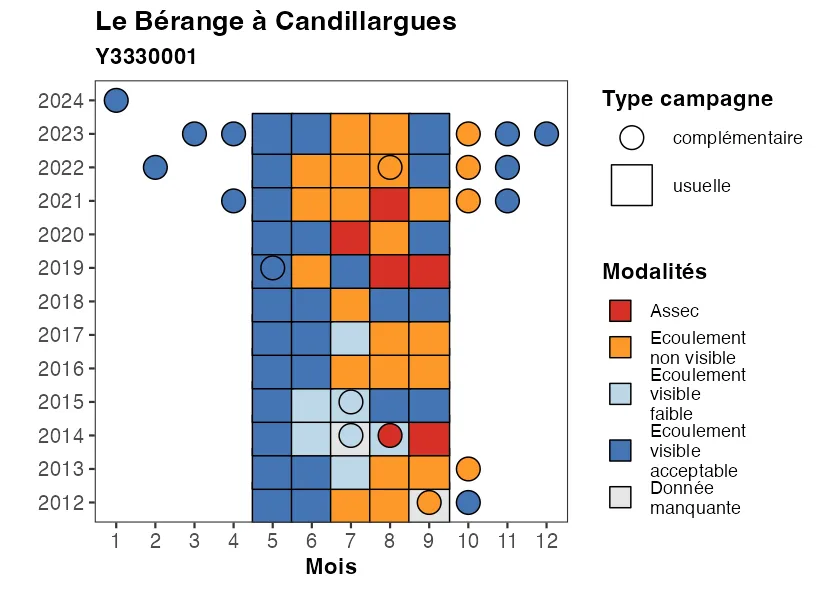 Le Bérange à Candillargues
Y3330001
2024
2023
2022
2021
2020
2019
2018
2017
2016
2015
2014
2013
2012
1 2 3 4 5 6 7 8 9 10 11 12
Mois
Type campagne
complémentaire
usuelle
Modalités
Assec
Ecoulement
non visible
Ecoulement
visible
faible
Ecoulement
visible
acceptable
Donnée
manquante